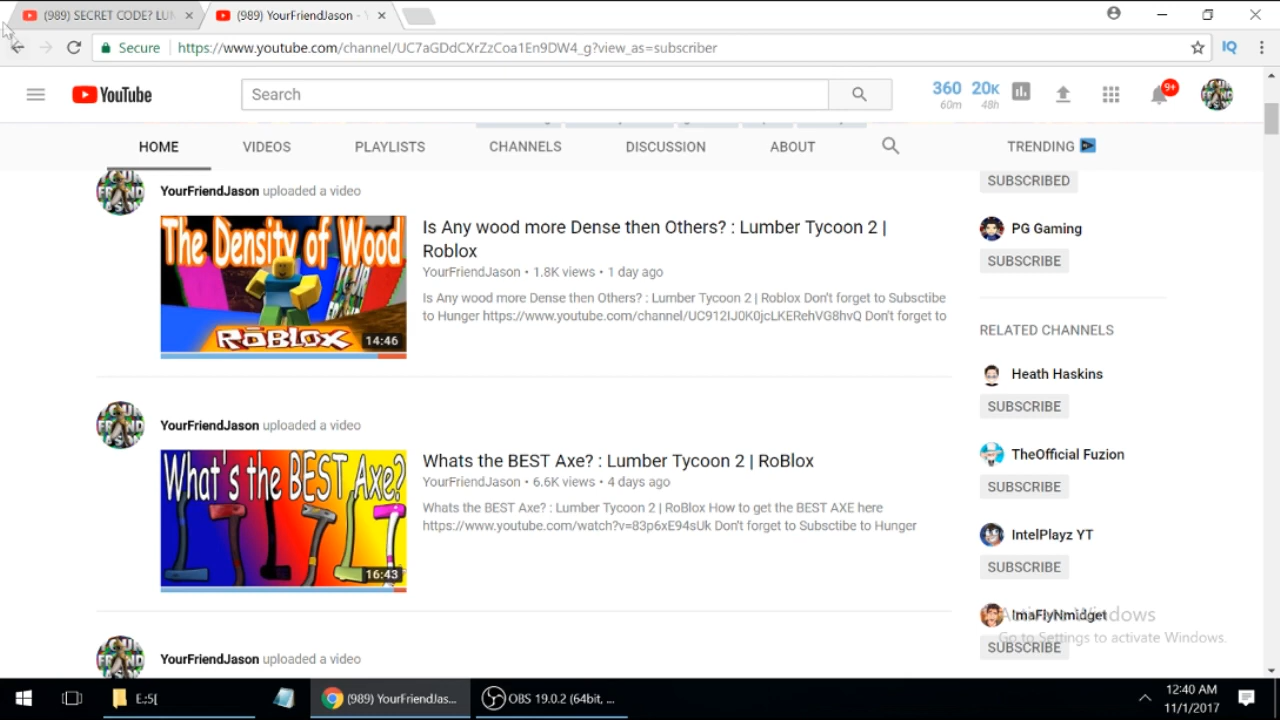 (989) SECRET CODE? LUM
(989) YourFriendJason -
Secure
https://www.youtube.com/channel/UC7aGDdCXrZzCoa1En9DW4_g?view_as=subscriber
IQ
YouTube
Search
360
60m
20K
48h
9+
HOME
VIDEOS
PLAYLISTS
CHANNELS
DISCUSSION
ABOUT
TRENDING
YourFriendJason uploaded a video
The Density of Wood
ROBLOX
14:46
Is Any wood more Dense then Others? : Lumber Tycoon 2 |
Roblox
YourFriendJason • 1.8K views • 1 day ago
Is Any wood more Dense then Others? : Lumber Tycoon 2 | Roblox Don't forget to Subsctibe
to Hunger https://www.youtube.com/channel/UC912IJ0K0jcLKERehVG8hvQ Don't forget to
YourFriendJason uploaded a video
What's the BEST Axe?
16:43
Whats the BEST Axe? : Lumber Tycoon 2 | RoBlox
YourFriendJason • 6.6K views • 4 days ago
Whats the BEST Axe? : Lumber Tycoon 2 | RoBlox How to get the BEST AXE here
https://www.youtube.com/watch?v=83p6xE94sUk Don't forget to Subsctibe to Hunger
YourFriendJason uploaded a video
SUBSCRIBED
PG Gaming
SUBSCRIBE
RELATED CHANNELS
Heath Haskins
SUBSCRIBE
TheOfficial Fuzion
SUBSCRIBE
IntelPlayz YT
SUBSCRIBE
ImaFlyNmidget
SUBSCRIBE
Activate Windows
Go to Settings to activate Windows.
E:5[
(989) YourFriendJas...
OBS 19.0.2 (64bit, ...
12:40 AM
11/1/2017